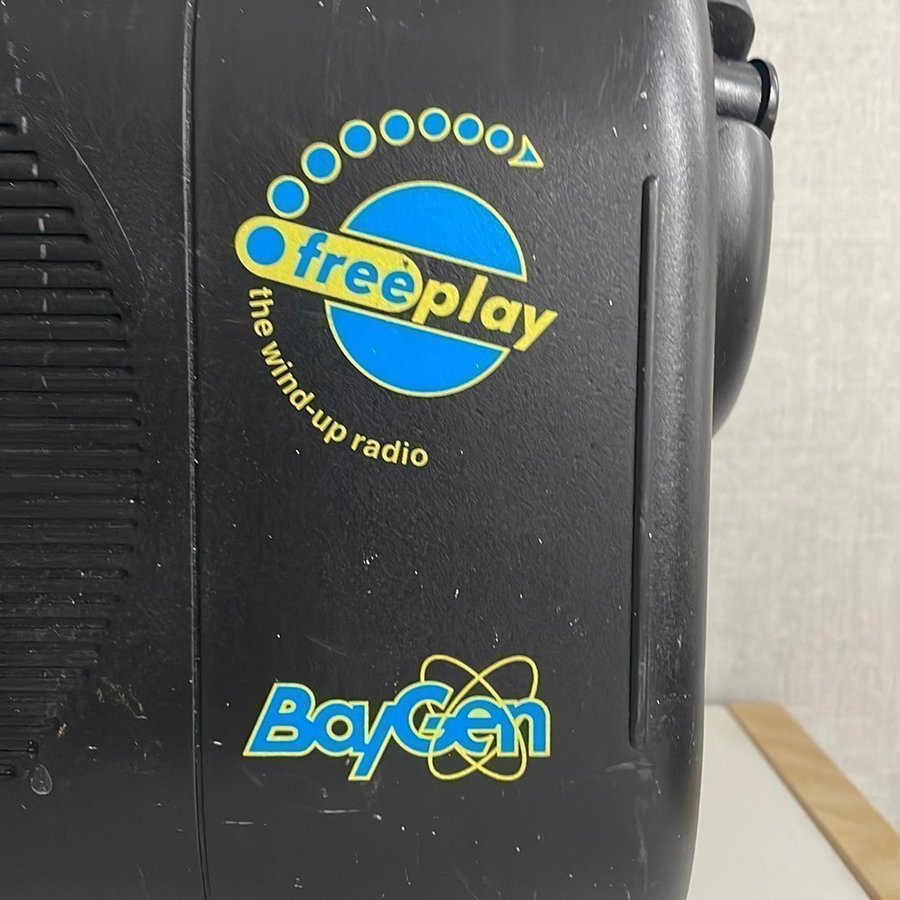 freeplay
the wind-up radio
BayGen